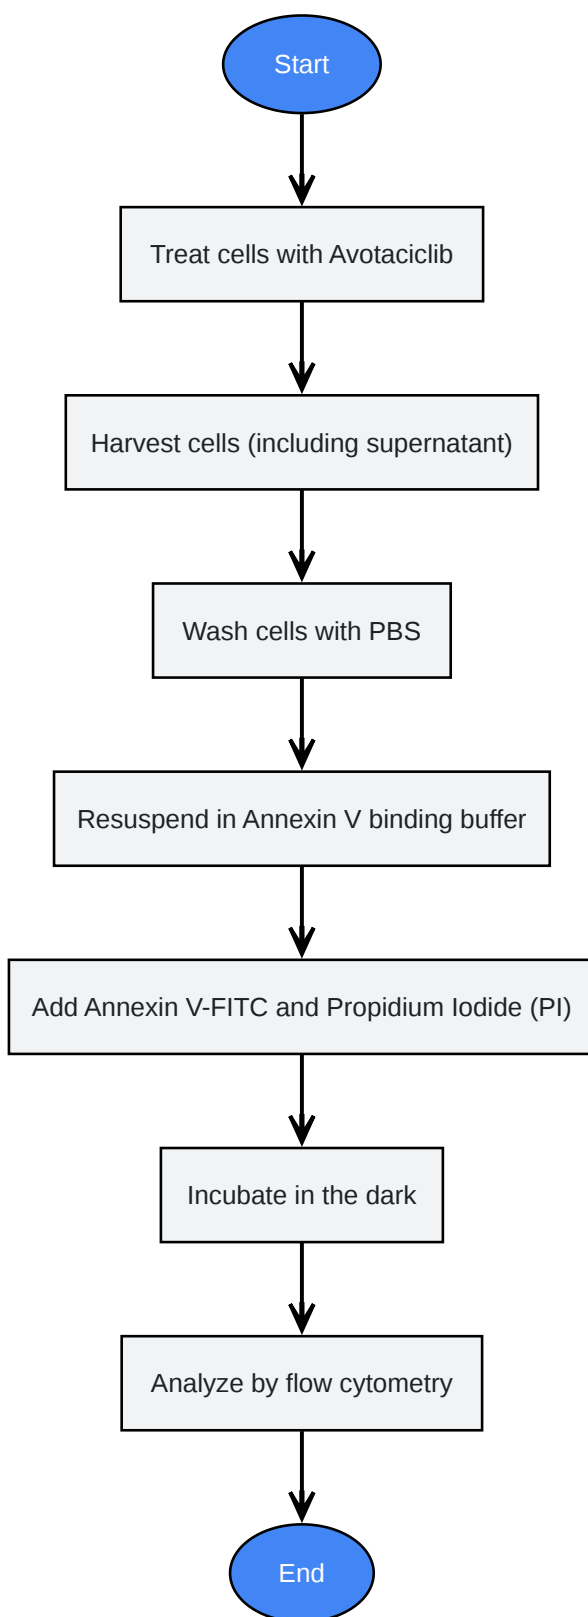 Start
Treat cells with Avotaciclib
Harvest cells (including supernatant)
Wash cells with PBS
Resuspend in Annexin V binding buffer
Add Annexin V-FITC and Propidium Iodide (PI)
Incubate in the dark
Analyze by flow cytometry
End